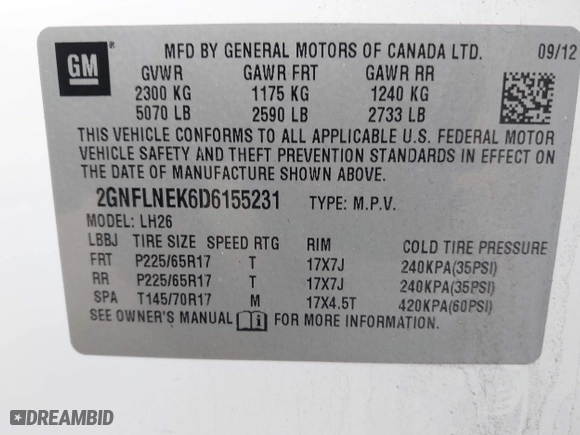 GM
MFD BY GENERAL MOTORS OF CANADA LTD. 09/12
GVWR GAWR FRT GAWR RR
2300 KG 1175 KG 1240 KG
5070 LB 2590 LB 2733 LB
THIS VEHICLE CONFORMS TO ALL APPLICABLE U.S. FEDERAL MOTOR
VEHICLE SAFETY AND THEFT PREVENTION STANDARDS IN EFFECT ON
THE DATE OF MANUFACTURE SHOWN ABOVE.
2GNFLNEK6D6155231 TYPE: M.P.V.
MODEL: LH26
LBBJ TIRE SIZE SPEED RTG RIM COLD TIRE PRESSURE
FRT P225/65R17 T 17X7J 240KPA(35PSI)
RR P225/65R17 T 17X7J 240KPA(35PSI)
SPA T145/70R17 M 17X4.5T 420KPA(60PSI)
SEE OWNER'S MANUAL FOR MORE INFORMATION.
DREAMBID